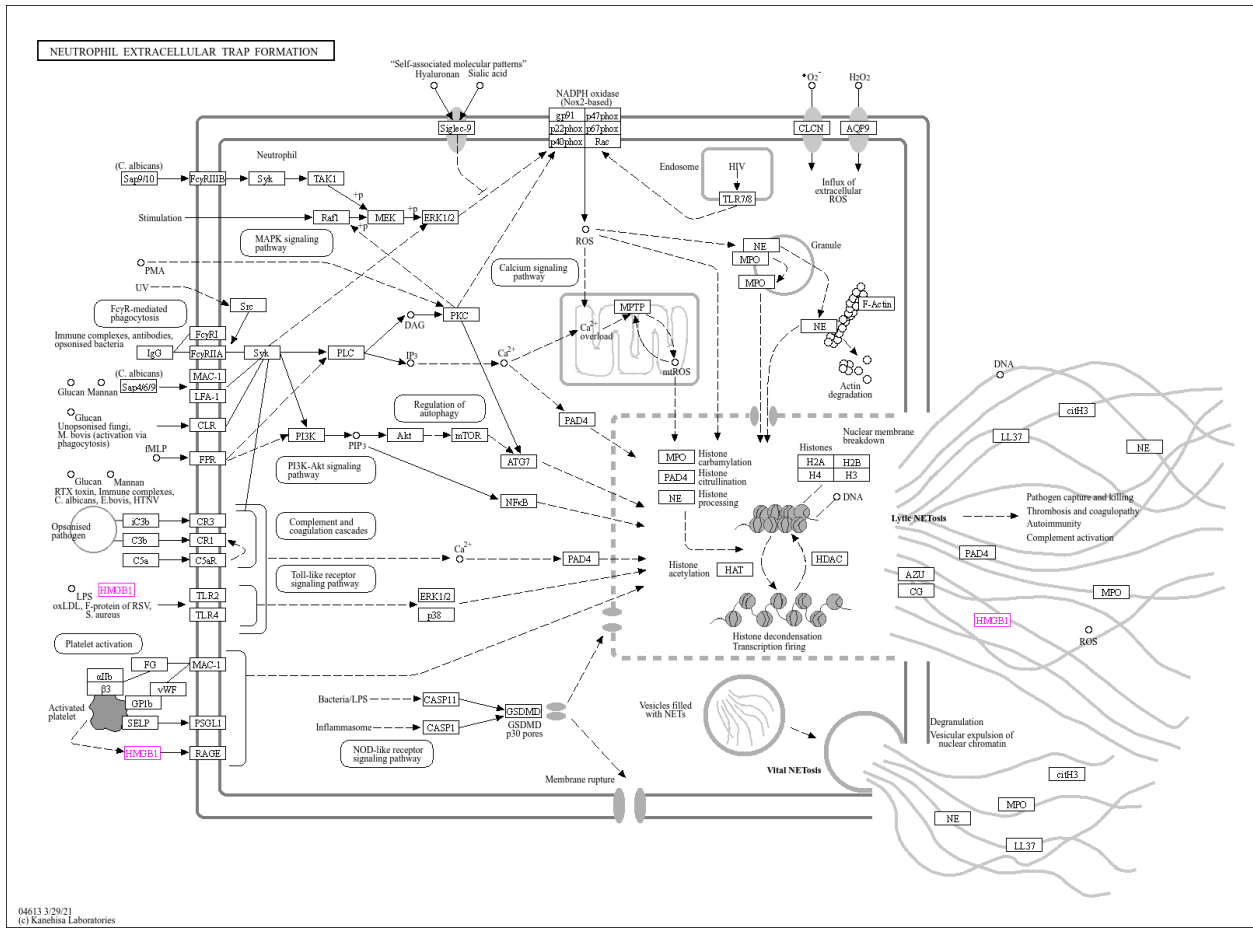 NEUTROPHIL EXTRACELLULAR TRAP FORMATION
“Self-associated molecular patterns”
Hyaluronan
Sialic acid
Siglec-9
NADPH oxidase
(Nox2-based)
gp91
p47phox
p22phox
p67phox
p40phox
Rac
•O2-
H2O2
CLCN
AQP9
Influx of
extracellular
ROS
Neutrophil
(C. albicans)
Sap9/10
FcγRIIIB
Syk
TAK1
+p
Stimulation
Raf1
MEK
+p
ERK1/2
+p
MAPK signaling
pathway
Endosome
HIV
TLR7/8
ROS
NE
MPO
MPO
Granule
NE
F-Actin
Actin
degradation
PMA
UV
Src
Calcium signaling
pathway
FcγR-mediated
phagocytosis
Immune complexes, antibodies,
opsonised bacteria
IgG
FcγRI
FcγRIIA
Syk
PLC
DAG
PKC
IP3
Ca2+
Ca2+
overload
MPTP
mtROS
(C. albicans)
Glucan
Mannan
Sap4/6/9
MAC-1
LFA-1
Glucan
Unopsonised fungi,
M. bovis (activation via
phagocytosis)
CLR
fMLP
FPR
PI3K
PIP3
Akt
mTOR
Regulation of
autophagy
ATG7
PAD4
PI3K-Akt signaling
pathway
NFκB
Nuclear membrane
breakdown
MPO
Histone
carbamylation
PAD4
Histone
citrullination
NE
Histone
processing
Histones
H2A
H2B
H4
H3
DNA
Histone
acetylation
HAT
HDAC
Histone decondensation
Transcription firing
Glucan
Mannan
RTX toxin, Immune complexes,
C. albicans, E.bovis, HTNV
Opsonised
pathogen
iC3b
CR3
C3b
CR1
C5a
C5aR
Complement and
coagulation cascades
Ca2+
PAD4
Toll-like receptor
signaling pathway
LPS
HMGB1
oxLDL, F-protein of RSV,
S. aureus
TLR2
TLR4
ERK1/2
p38
Platelet activation
FG
MAC-1
αIIb
β3
vWF
GP1b
Activated
platelet
SELP
PSGL1
HMGB1
RAGE
Bacteria/LPS
CASP11
Inflammasome
CASP1
GSDMD
GSDMD
p30 pores
NOD-like receptor
signaling pathway
Membrane rupture
Vesicles filled
with NETs
Vital NETosis
Degranulation
Vesicular expulsion of
nuclear chromatin
DNA
citH3
LL37
NE
Lytic NETosis
Pathogen capture and killing
Thrombosis and coagulopathy
Autoimmunity
Complement activation
PAD4
AZU
CG
MPO
HMGB1
ROS
citH3
MPO
NE
LL37
04613 3/29/21
(c) Kanehisa Laboratories